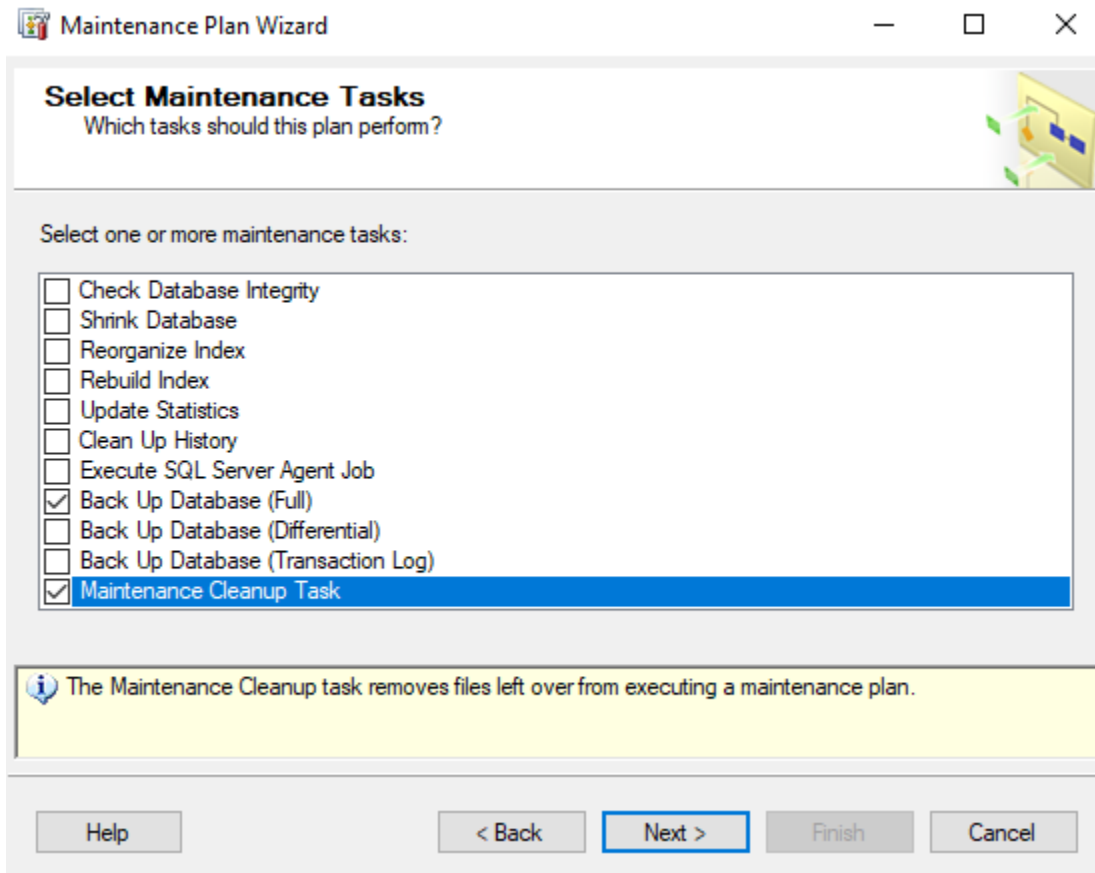 Maintenance Plan Wizard
Select Maintenance Tasks
Which tasks should this plan perform?
Select one or more maintenance tasks:
Check Database Integrity
Shrink Database
Reorganize Index
Rebuild Index
Update Statistics
Clean Up History
Execute SQL Server Agent Job
Back Up Database (Full)
Back Up Database (Differential)
Back Up Database (Transaction Log)
Maintenance Cleanup Task
The Maintenance Cleanup task removes files left over from executing a maintenance plan.
Help < Back Next > Finish Cancel